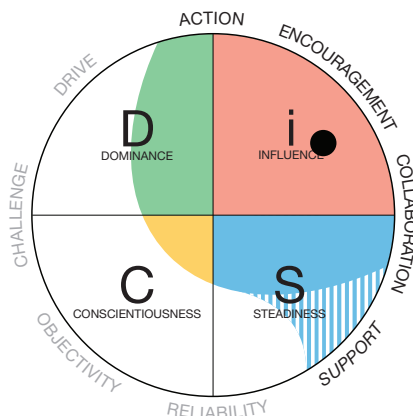 ACTION
ENCOURAGEMENT
DRIVE
D
DOMINANCE
i
INFLUENCE
CHALLENGE
COLLABORATION
C
CONSCIENTIOUSNESS
S
STEADINESS
OBJECTIVITY
SUPPORT
RELIABILITY